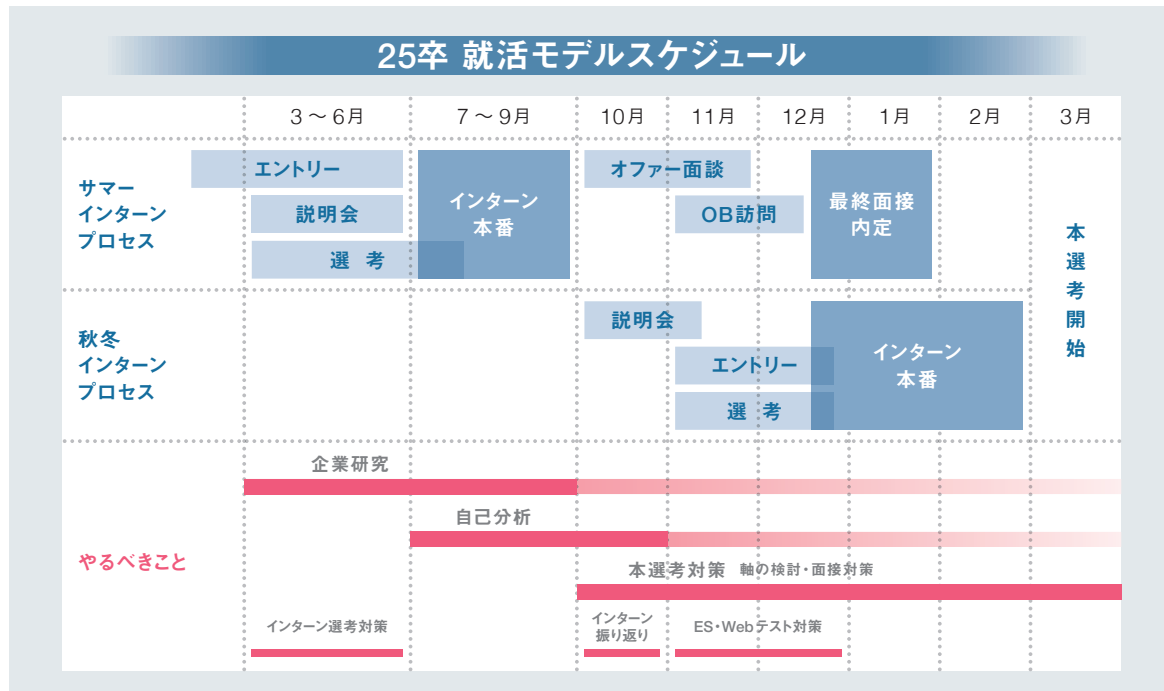 25卒 就活モデルスケジュール
3～6月
7～9月
10月
11月
12月
1月
2月
3月
サマー
インターン
プロセス
エントリー
説明会
選考
インターン
本番
オファー面談
OB訪問
最終面接
内定
本選考開始
秋冬
インターン
プロセス
説明会
エントリー
選考
インターン
本番
やるべきこと
企業研究
自己分析
本選考対策 軸の検討・面接対策
インターン選考対策
インターン
振り返り
ES・Webテスト対策